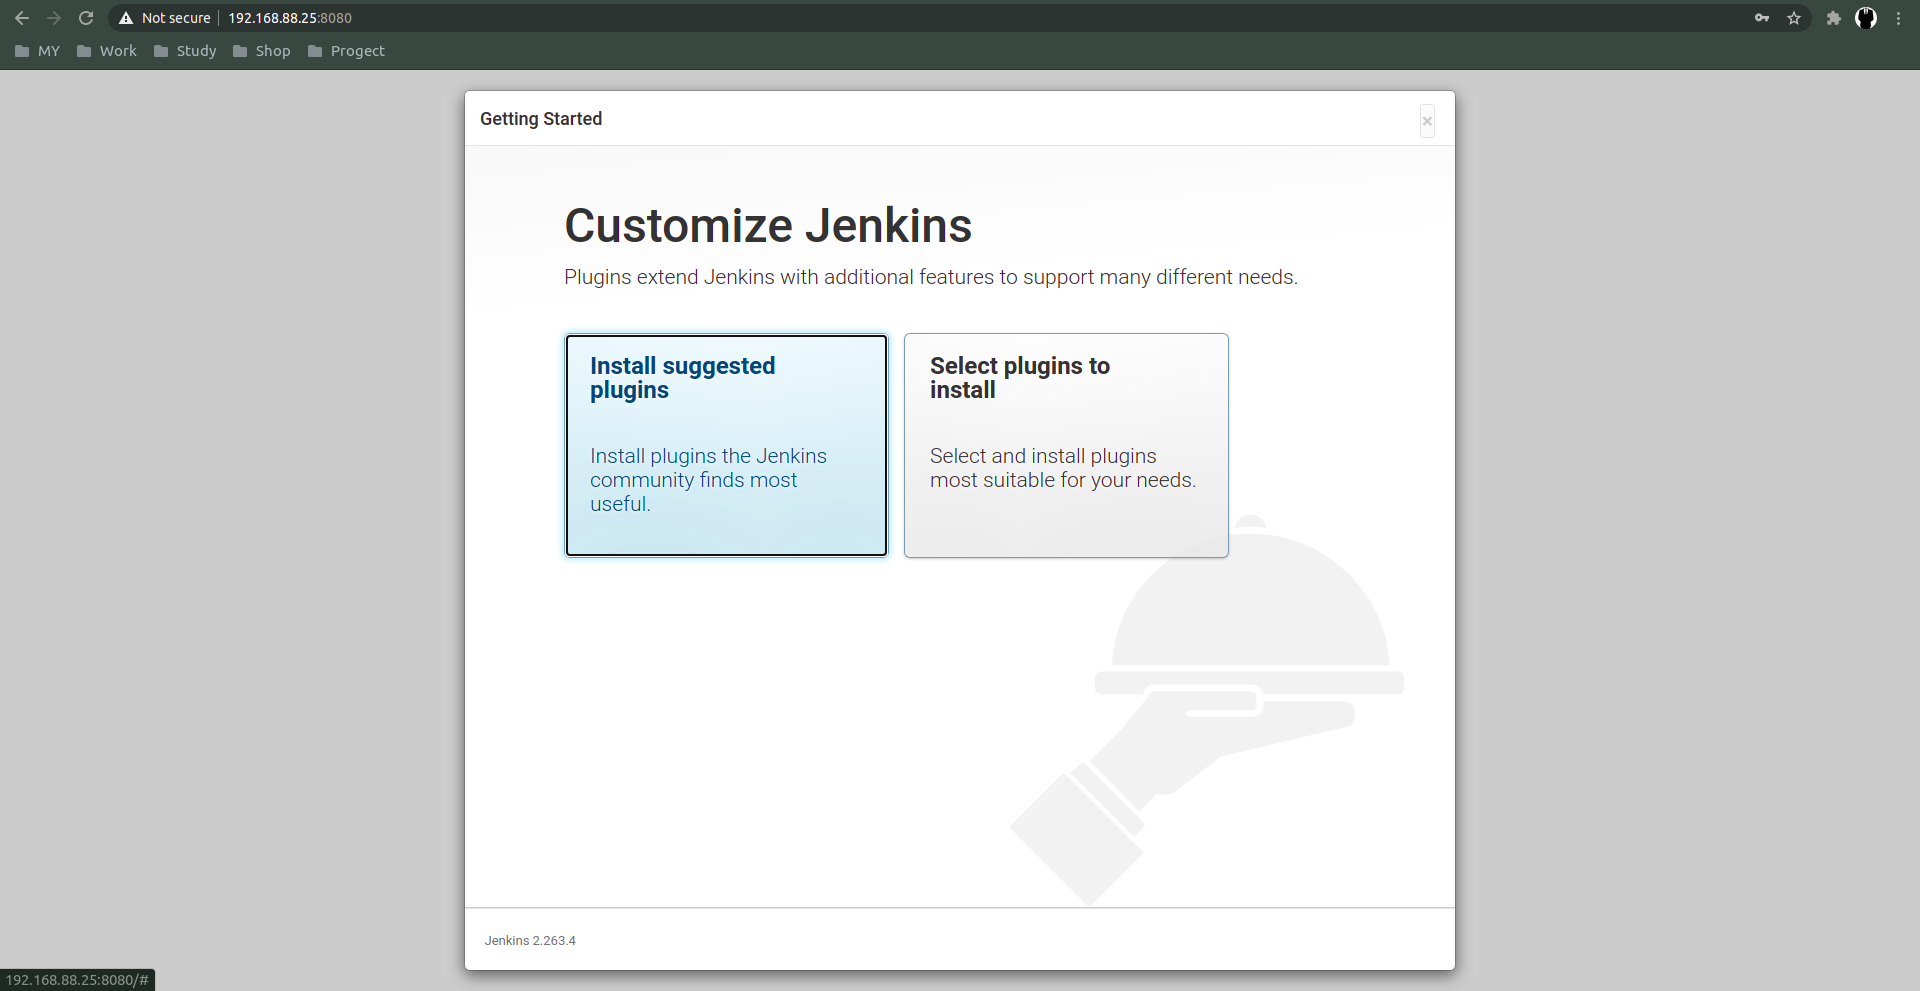 Not secure | 192.168.88.25:8080
MY Work Study Shop Progect
Getting Started ×
Customize Jenkins
Plugins extend Jenkins with additional features to support many different needs.
Install suggested
plugins
Install plugins the Jenkins
community finds most
useful.
Select plugins to
install
Select and install plugins
most suitable for your needs.
Jenkins 2.263.4
192.168.88.25:8080/#